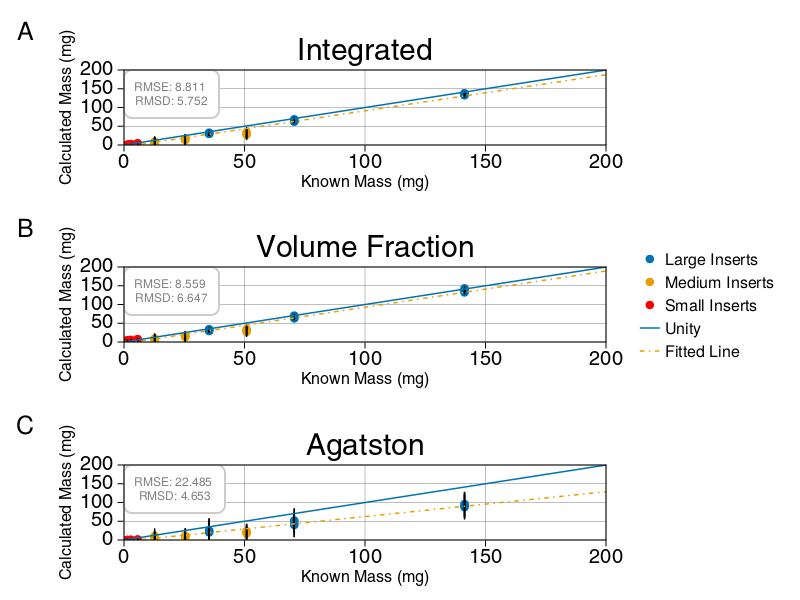 A
Integrated
Calculated Mass (mg)
200
150
100
50
0
RMSE: 8.811
RMSD: 5.752
0 50 100 150 200
Known Mass (mg)
B
Volume Fraction
Calculated Mass (mg)
200
150
100
50
0
RMSE: 8.559
RMSD: 6.647
0 50 100 150 200
Known Mass (mg)
Large Inserts
Medium Inserts
Small Inserts
Unity
Fitted Line
C
Agatston
Calculated Mass (mg)
200
150
100
50
0
RMSE: 22.485
RMSD: 4.653
0 50 100 150 200
Known Mass (mg)